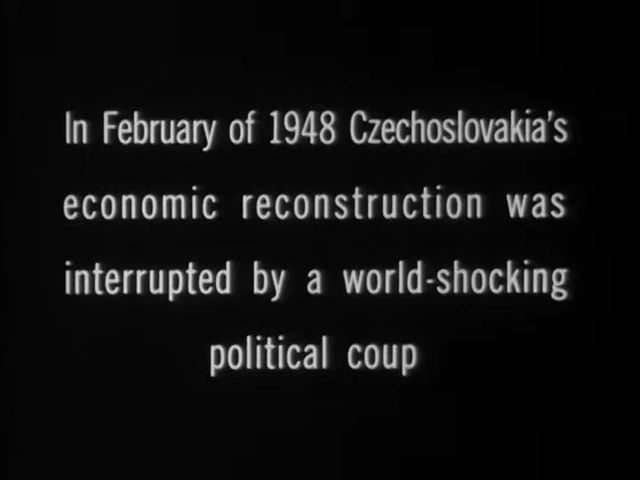 In February of 1948 Czechoslovakia's
economic reconstruction was
interrupted by a world-shocking
political coup